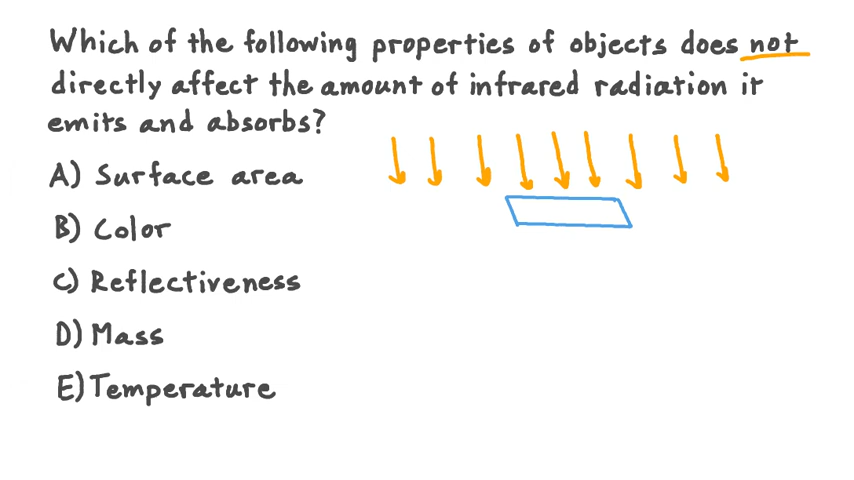 Which of the following properties of objects does not
directly affect the amount of infrared radiation it
emits and absorbs?
A) Surface area
B) Color
C) Reflectiveness
D) Mass
E) Temperature